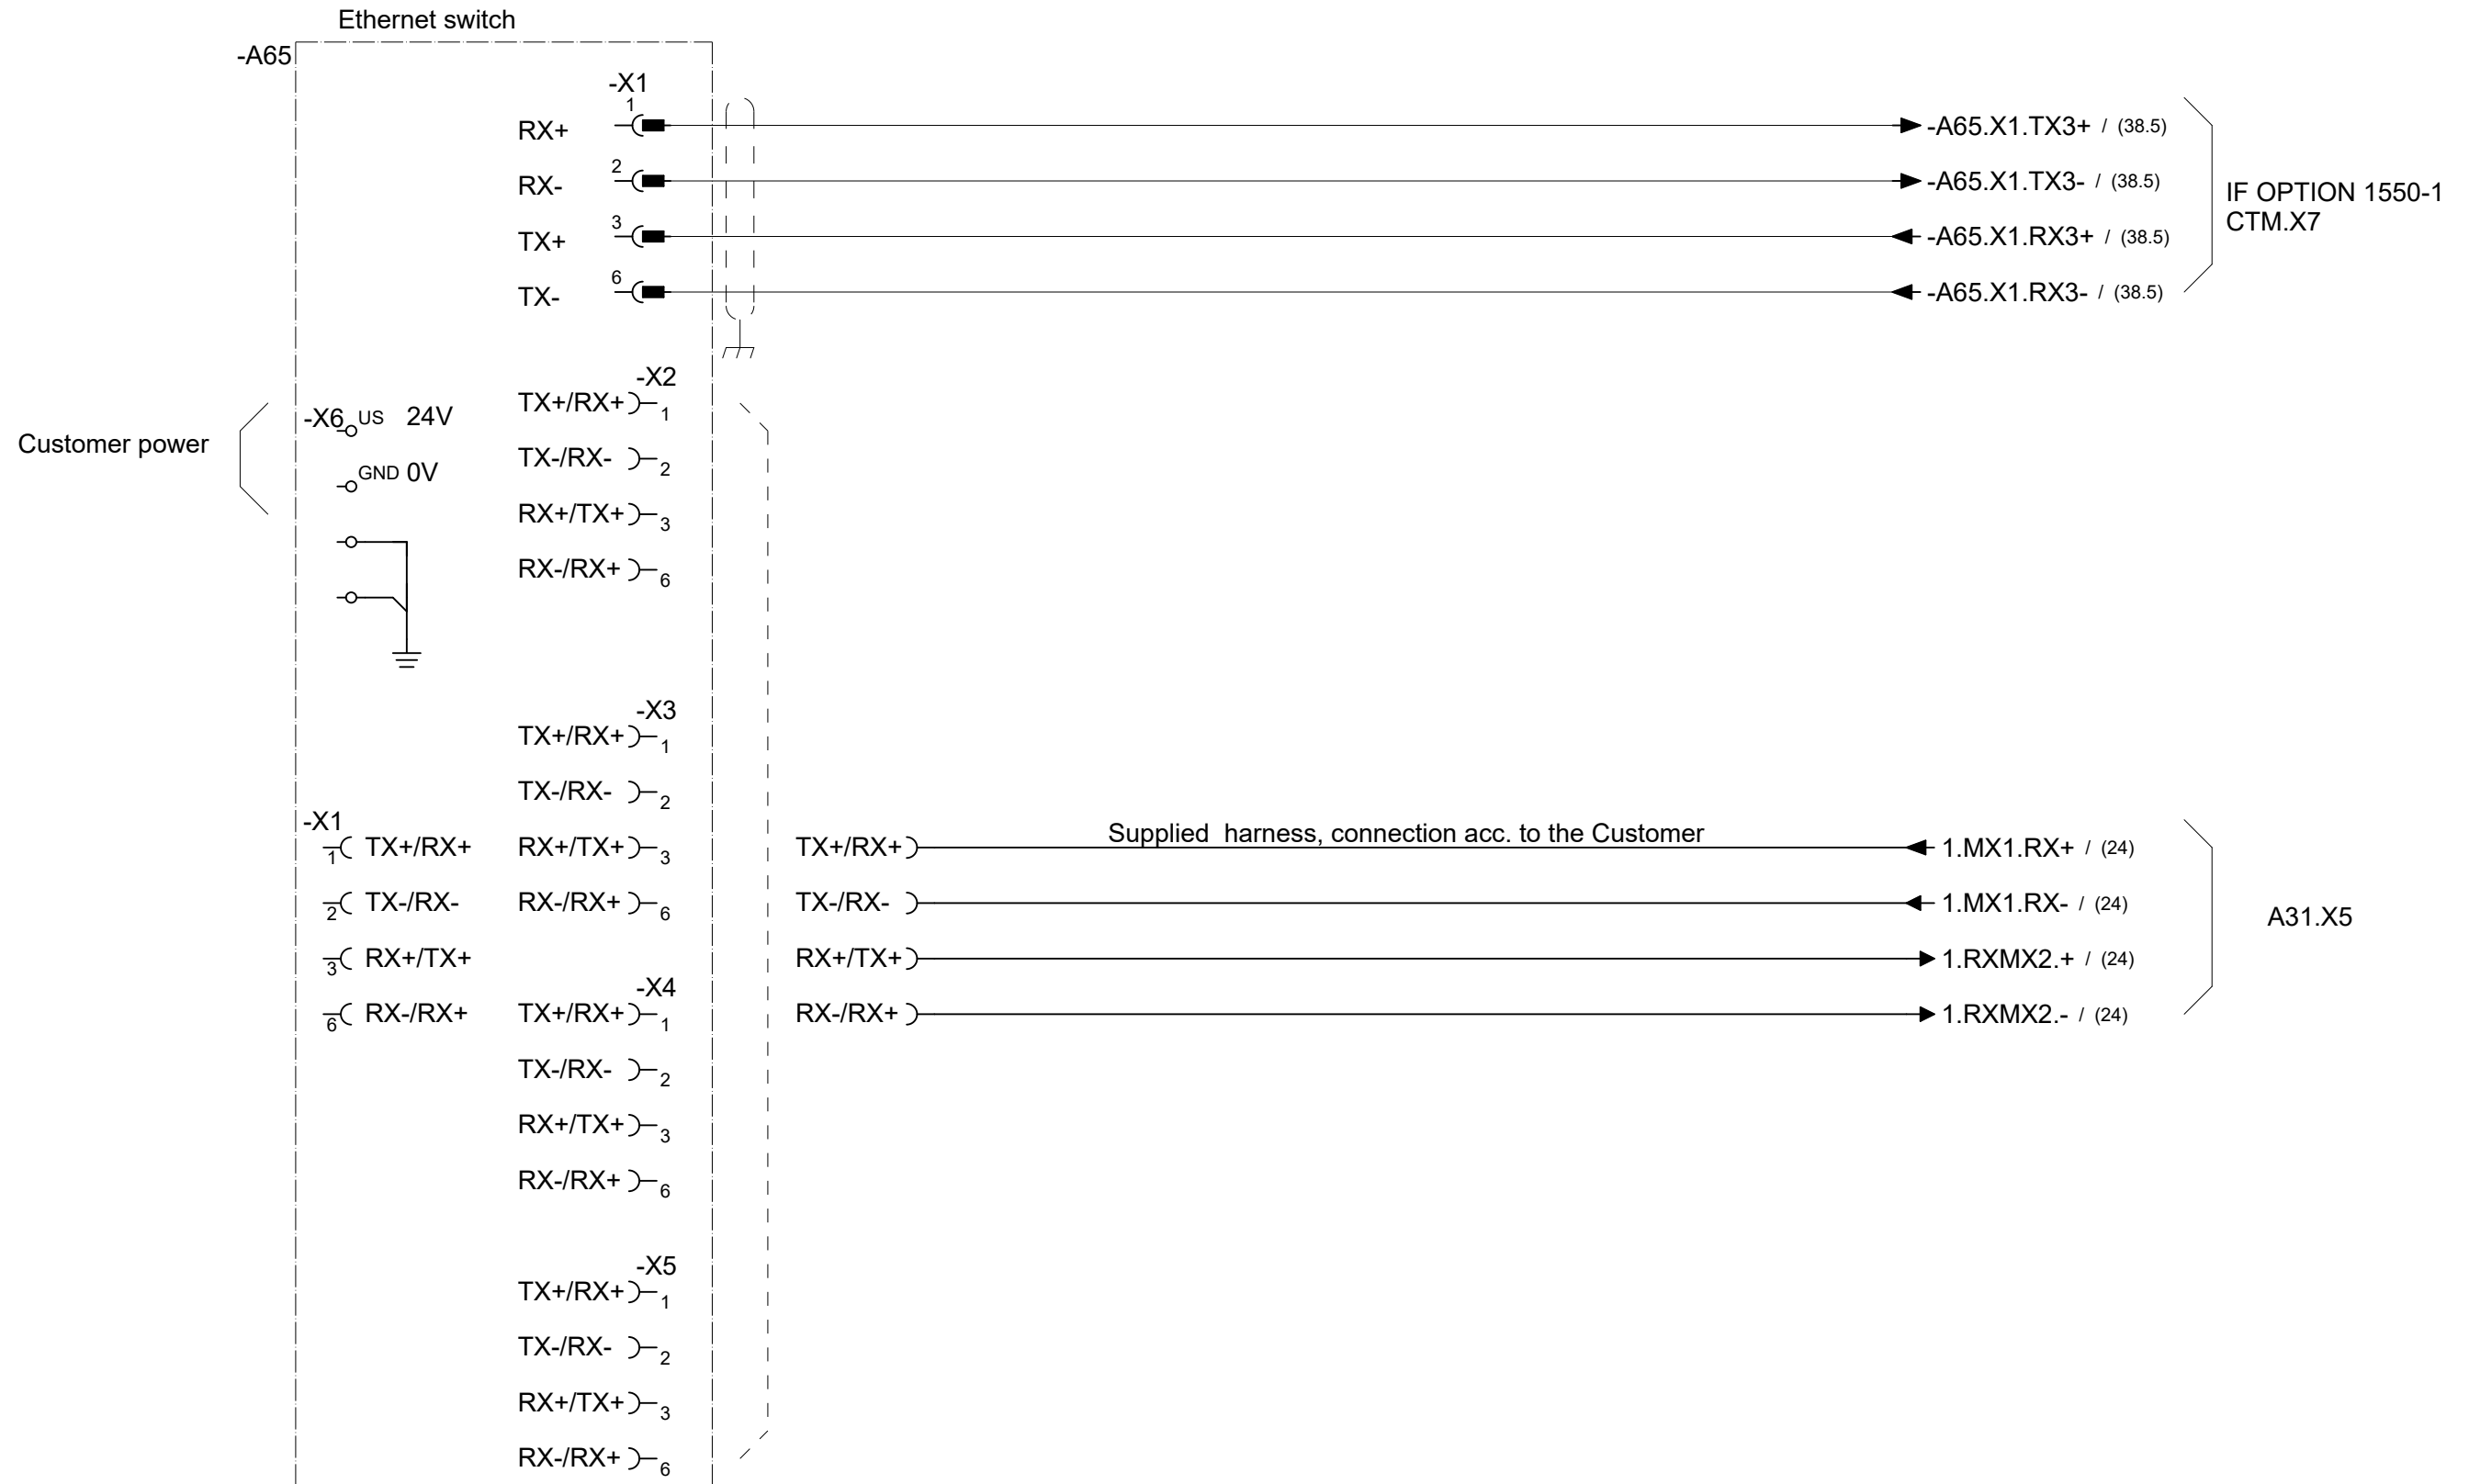 Ethernet switch
-A65
-X1
1
RX+
-A65.X1.TX3+ / (38.5)
2
RX-
-A65.X1.TX3- / (38.5)
IF OPTION 1550-1
CTM.X7
3
TX+
-A65.X1.RX3+ / (38.5)
6
TX-
-A65.X1.RX3- / (38.5)
Customer power
-X6 US 24V
GND 0V
-X2
TX+/RX+ 1
TX-/RX- 2
RX+/TX+ 3
RX-/RX+ 6
-X3
TX+/RX+ 1
TX-/RX- 2
RX+/TX+ 3
RX-/RX+ 6
-X1
1 TX+/RX+
2 TX-/RX-
3 RX+/TX+
6 RX-/RX+
Supplied harness, connection acc. to the Customer
TX+/RX+ 1.MX1.RX+ / (24)
TX-/RX- 1.MX1.RX- / (24)
RX+/TX+ 1.RXMX2.+ / (24)
RX-/RX+ 1.RXMX2.- / (24)
A31.X5
-X4
TX+/RX+ 1
TX-/RX- 2
RX+/TX+ 3
RX-/RX+ 6
-X5
TX+/RX+ 1
TX-/RX- 2
RX+/TX+ 3
RX-/RX+ 6